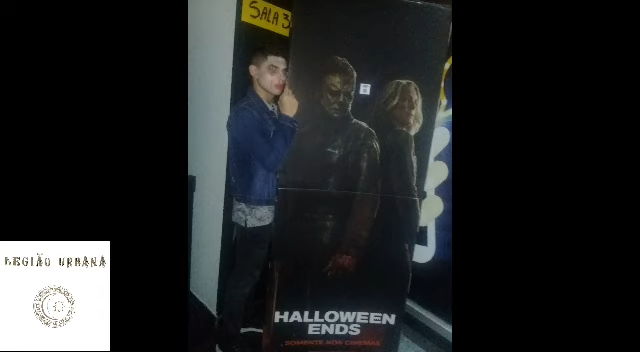 SALA 3
HALLOWEEN
ENDS
SOMENTE NOS CINEMAS
LEGIÃO URBANA